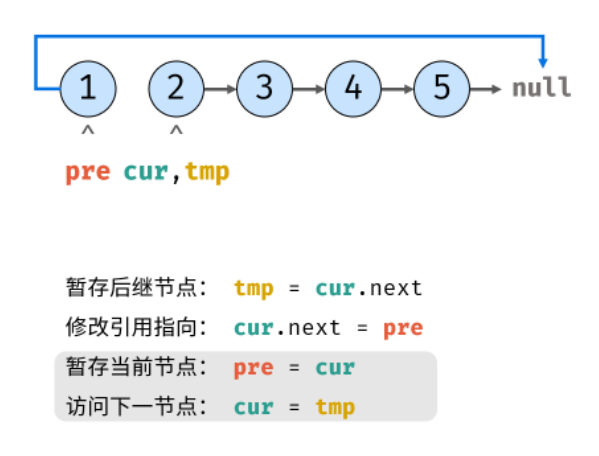 1 2 3 4 5 null
^ ^
pre cur,tmp
暂存后继节点： tmp = cur.next
修改引用指向： cur.next = pre
暂存当前节点： pre = cur
访问下一节点： cur = tmp